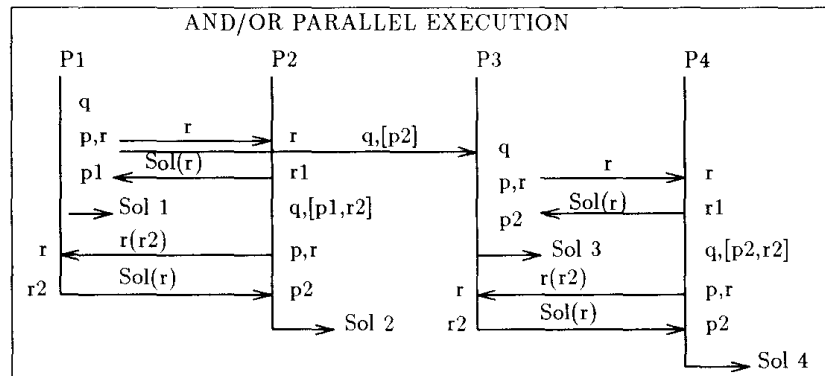 AND/OR PARALLEL EXECUTION
P1 P2 P3 P4
q
p,r r r q,[p2] q
p1 Sol(r) r1 p,r r r
Sol 1 q,[p1,r2] p2 Sol(r) r1
r r(r2) p,r Sol 3 q,[p2,r2]
r2 Sol(r) p2 r r(r2) p,r
Sol 2 r2 Sol(r) p2
Sol 4